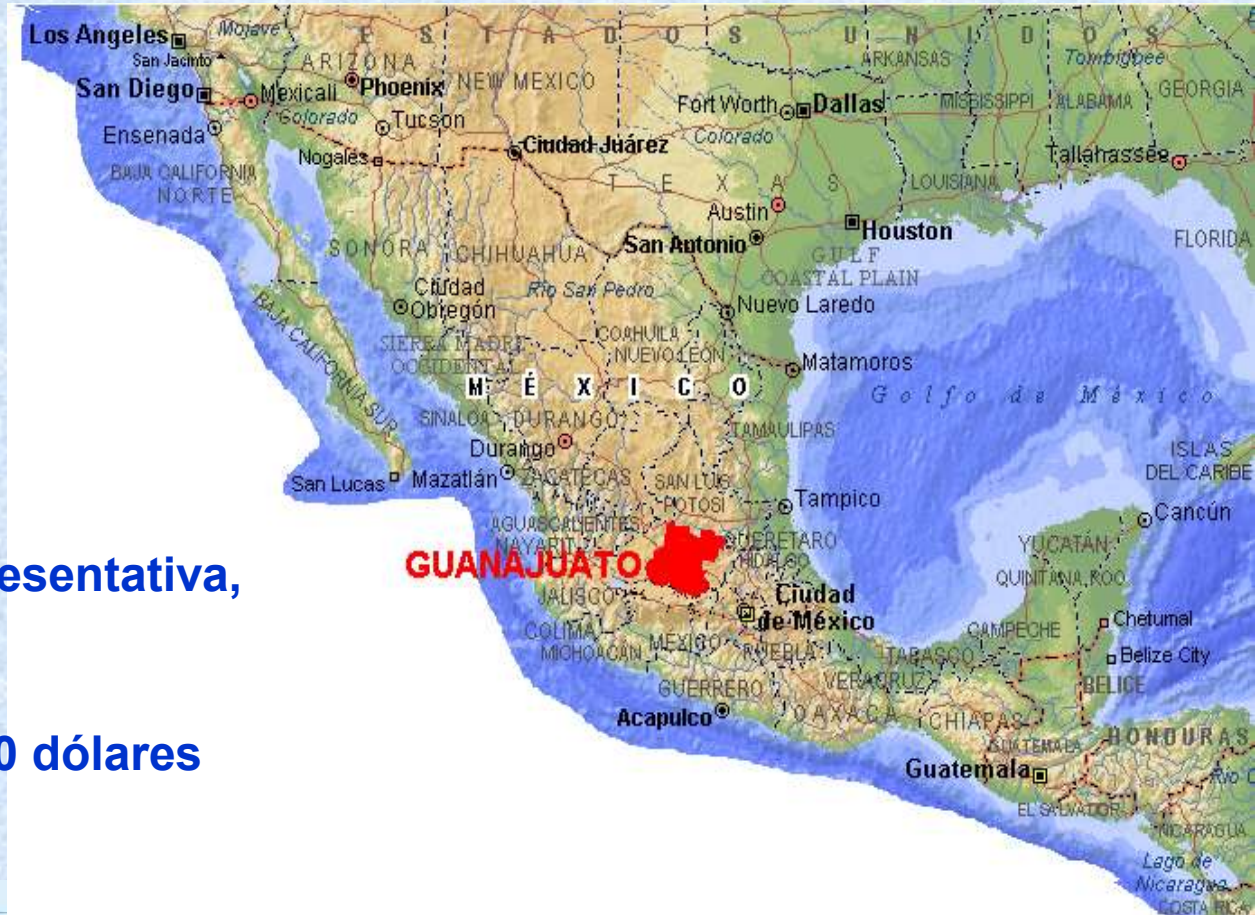 Los Angeles
Mojave
ESTADOS UNIDOS
San Jacinto
ARIZONA
ARKANSAS
Tombigbee
San Diego
Mexicali
Phoenix
NEW MEXICO
Fort Worth
Dallas
MISSISSIPPI
ALABAMA
GEORGIA
Colorado
Tucson
Ensenada
Colorado
Nogales
Ciudad Juárez
Tallahassee
BAJA CALIFORNIA
NORTE
TEXAS
LOUISIANA
Austin
Houston
SONORA
CHIHUAHUA
San Antonio
GULF
COASTAL PLAIN
FLORIDA
Ciudad
Obregón
Rio San Pedro
Nuevo Laredo
BAJA CALIFORNIA SUR
SIERRA MADRE
OCCIDENTAL
COAHUILA
NUEVO LEON
Matamoros
MÉXICO
Golfo de México
SINALOA
DURANGO
TAMAULIPAS
Durango
ISLAS
DEL CARIBE
San Lucas
Mazatlán
ZACATECAS
SAN LUIS
POTOSI
Tampico
Cancún
AGUASCALIENTES
NAYARIT
QUERETARO
HIDALGO
YUCATÁN
esentativa,
GUANAJUATO
QUINTANA ROO
JALISCO
Ciudad
de México
COLIMA
MICHOACÁN
MÉXICO
PUEBLA
CAMPECHE
Chetumal
TABASCO
Belize City
GUERRERO
VERACRUZ
BELICE
Acapulco
OAXACA
CHIAPAS
0 dólares
GUATEMALA
HONDURAS
Guatemala
EL SALVADOR
NICARAGUA
Lago de
Nicaragua
COSTA RICA